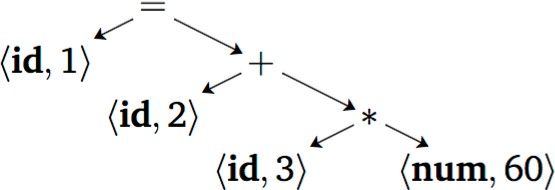 =
⟨id, 1⟩ +
⟨id, 2⟩ *
⟨id, 3⟩ ⟨num, 60⟩